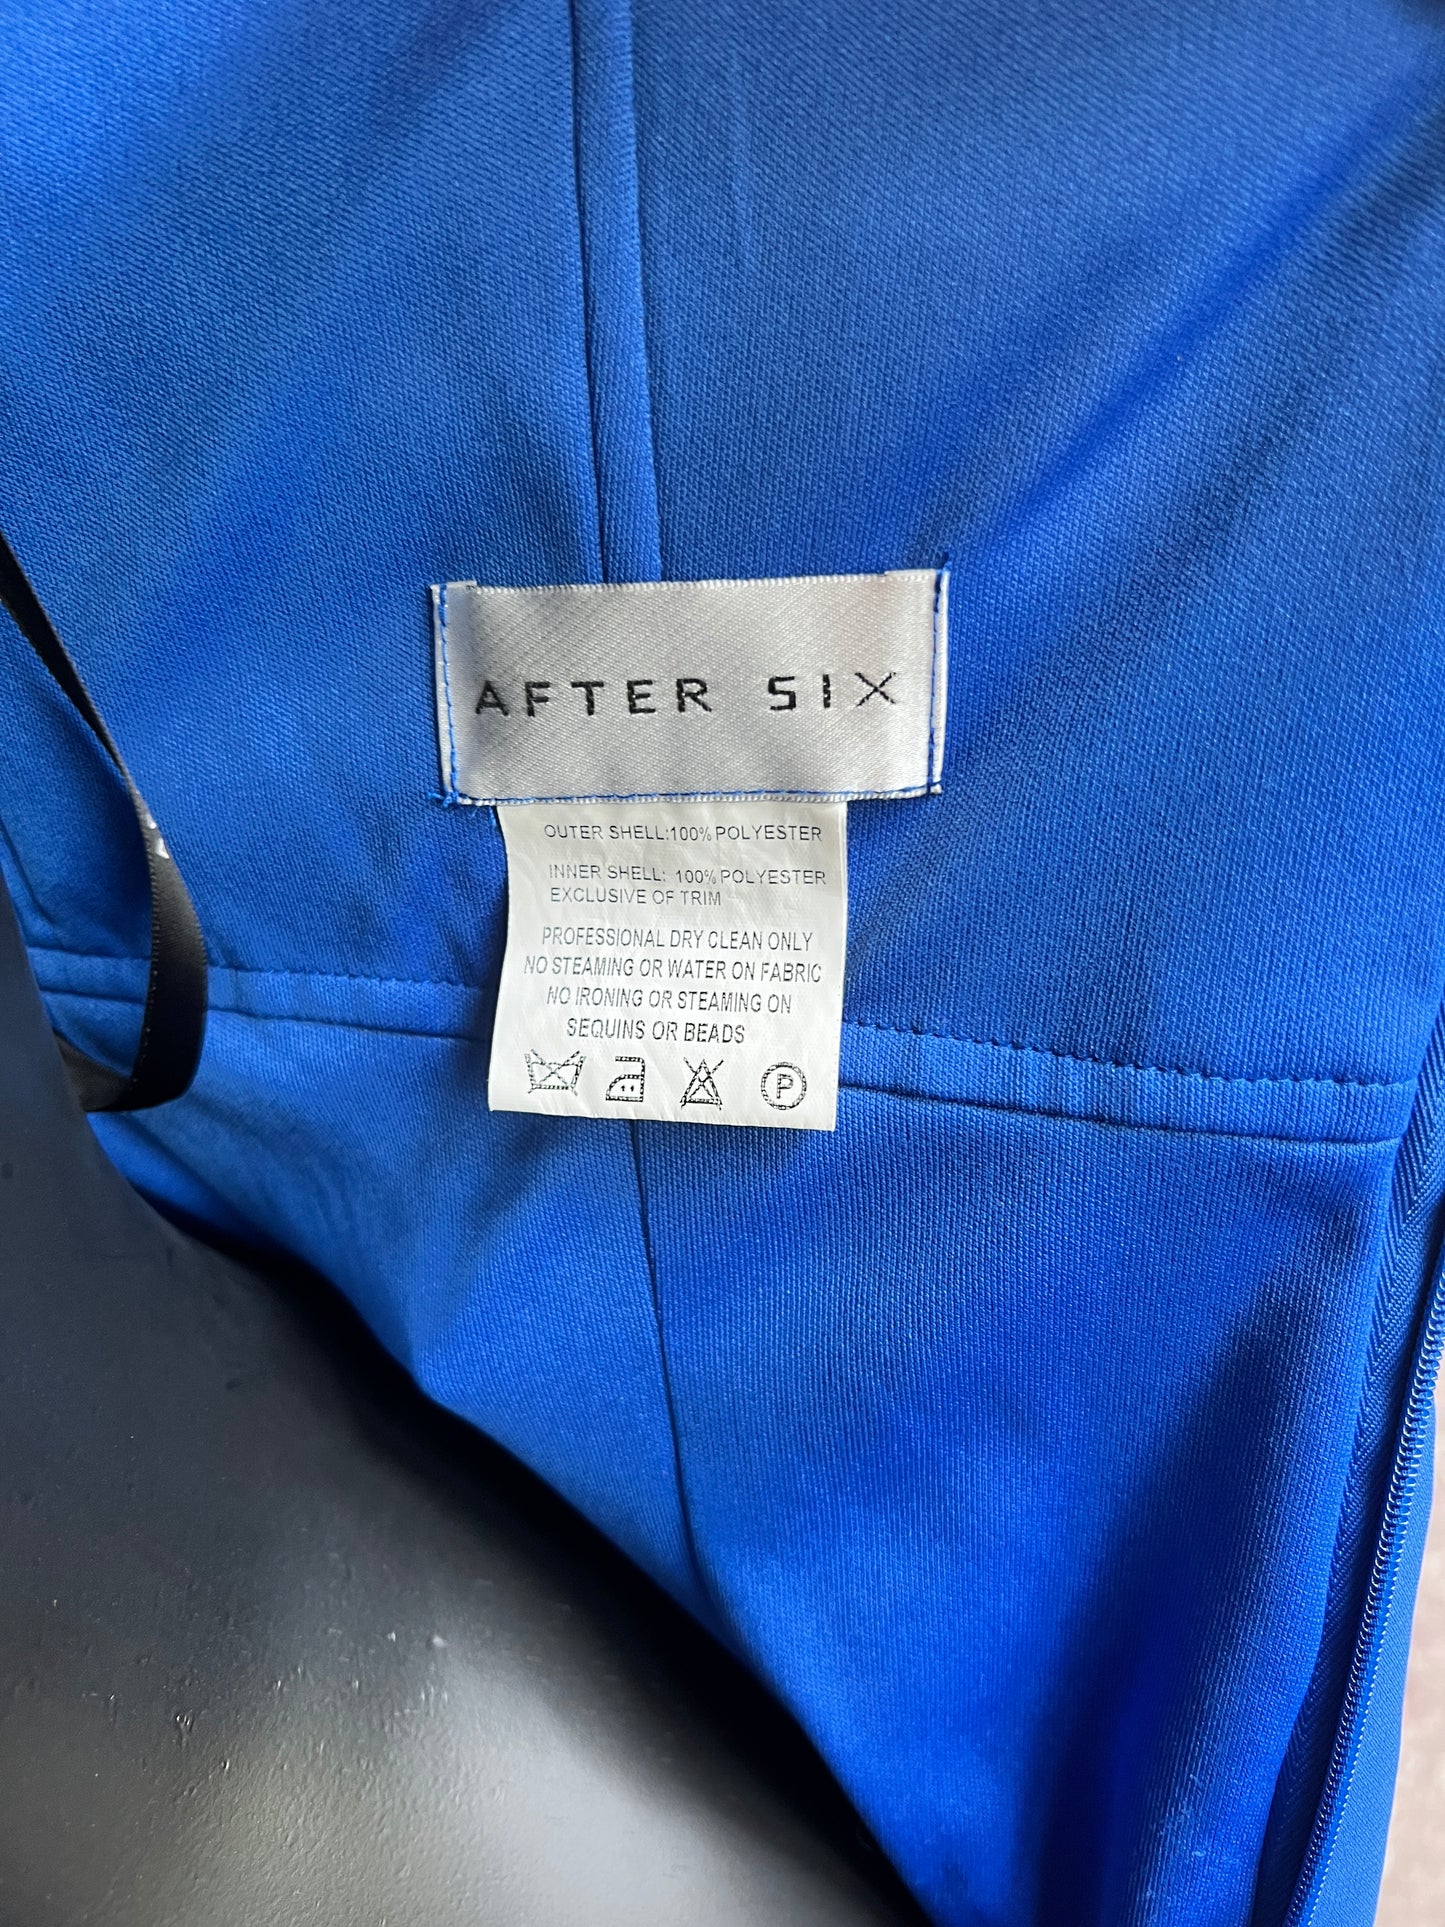 AFTER SIX
OUTER SHELL:100% POLYESTER
INNER SHELL: 100% POLYESTER
EXCLUSIVE OF TRIM
PROFESSIONAL DRY CLEAN ONLY
NO STEAMING OR WATER ON FABRIC
NO IRONING OR STEAMING ON
SEQUINS OR BEADS
P